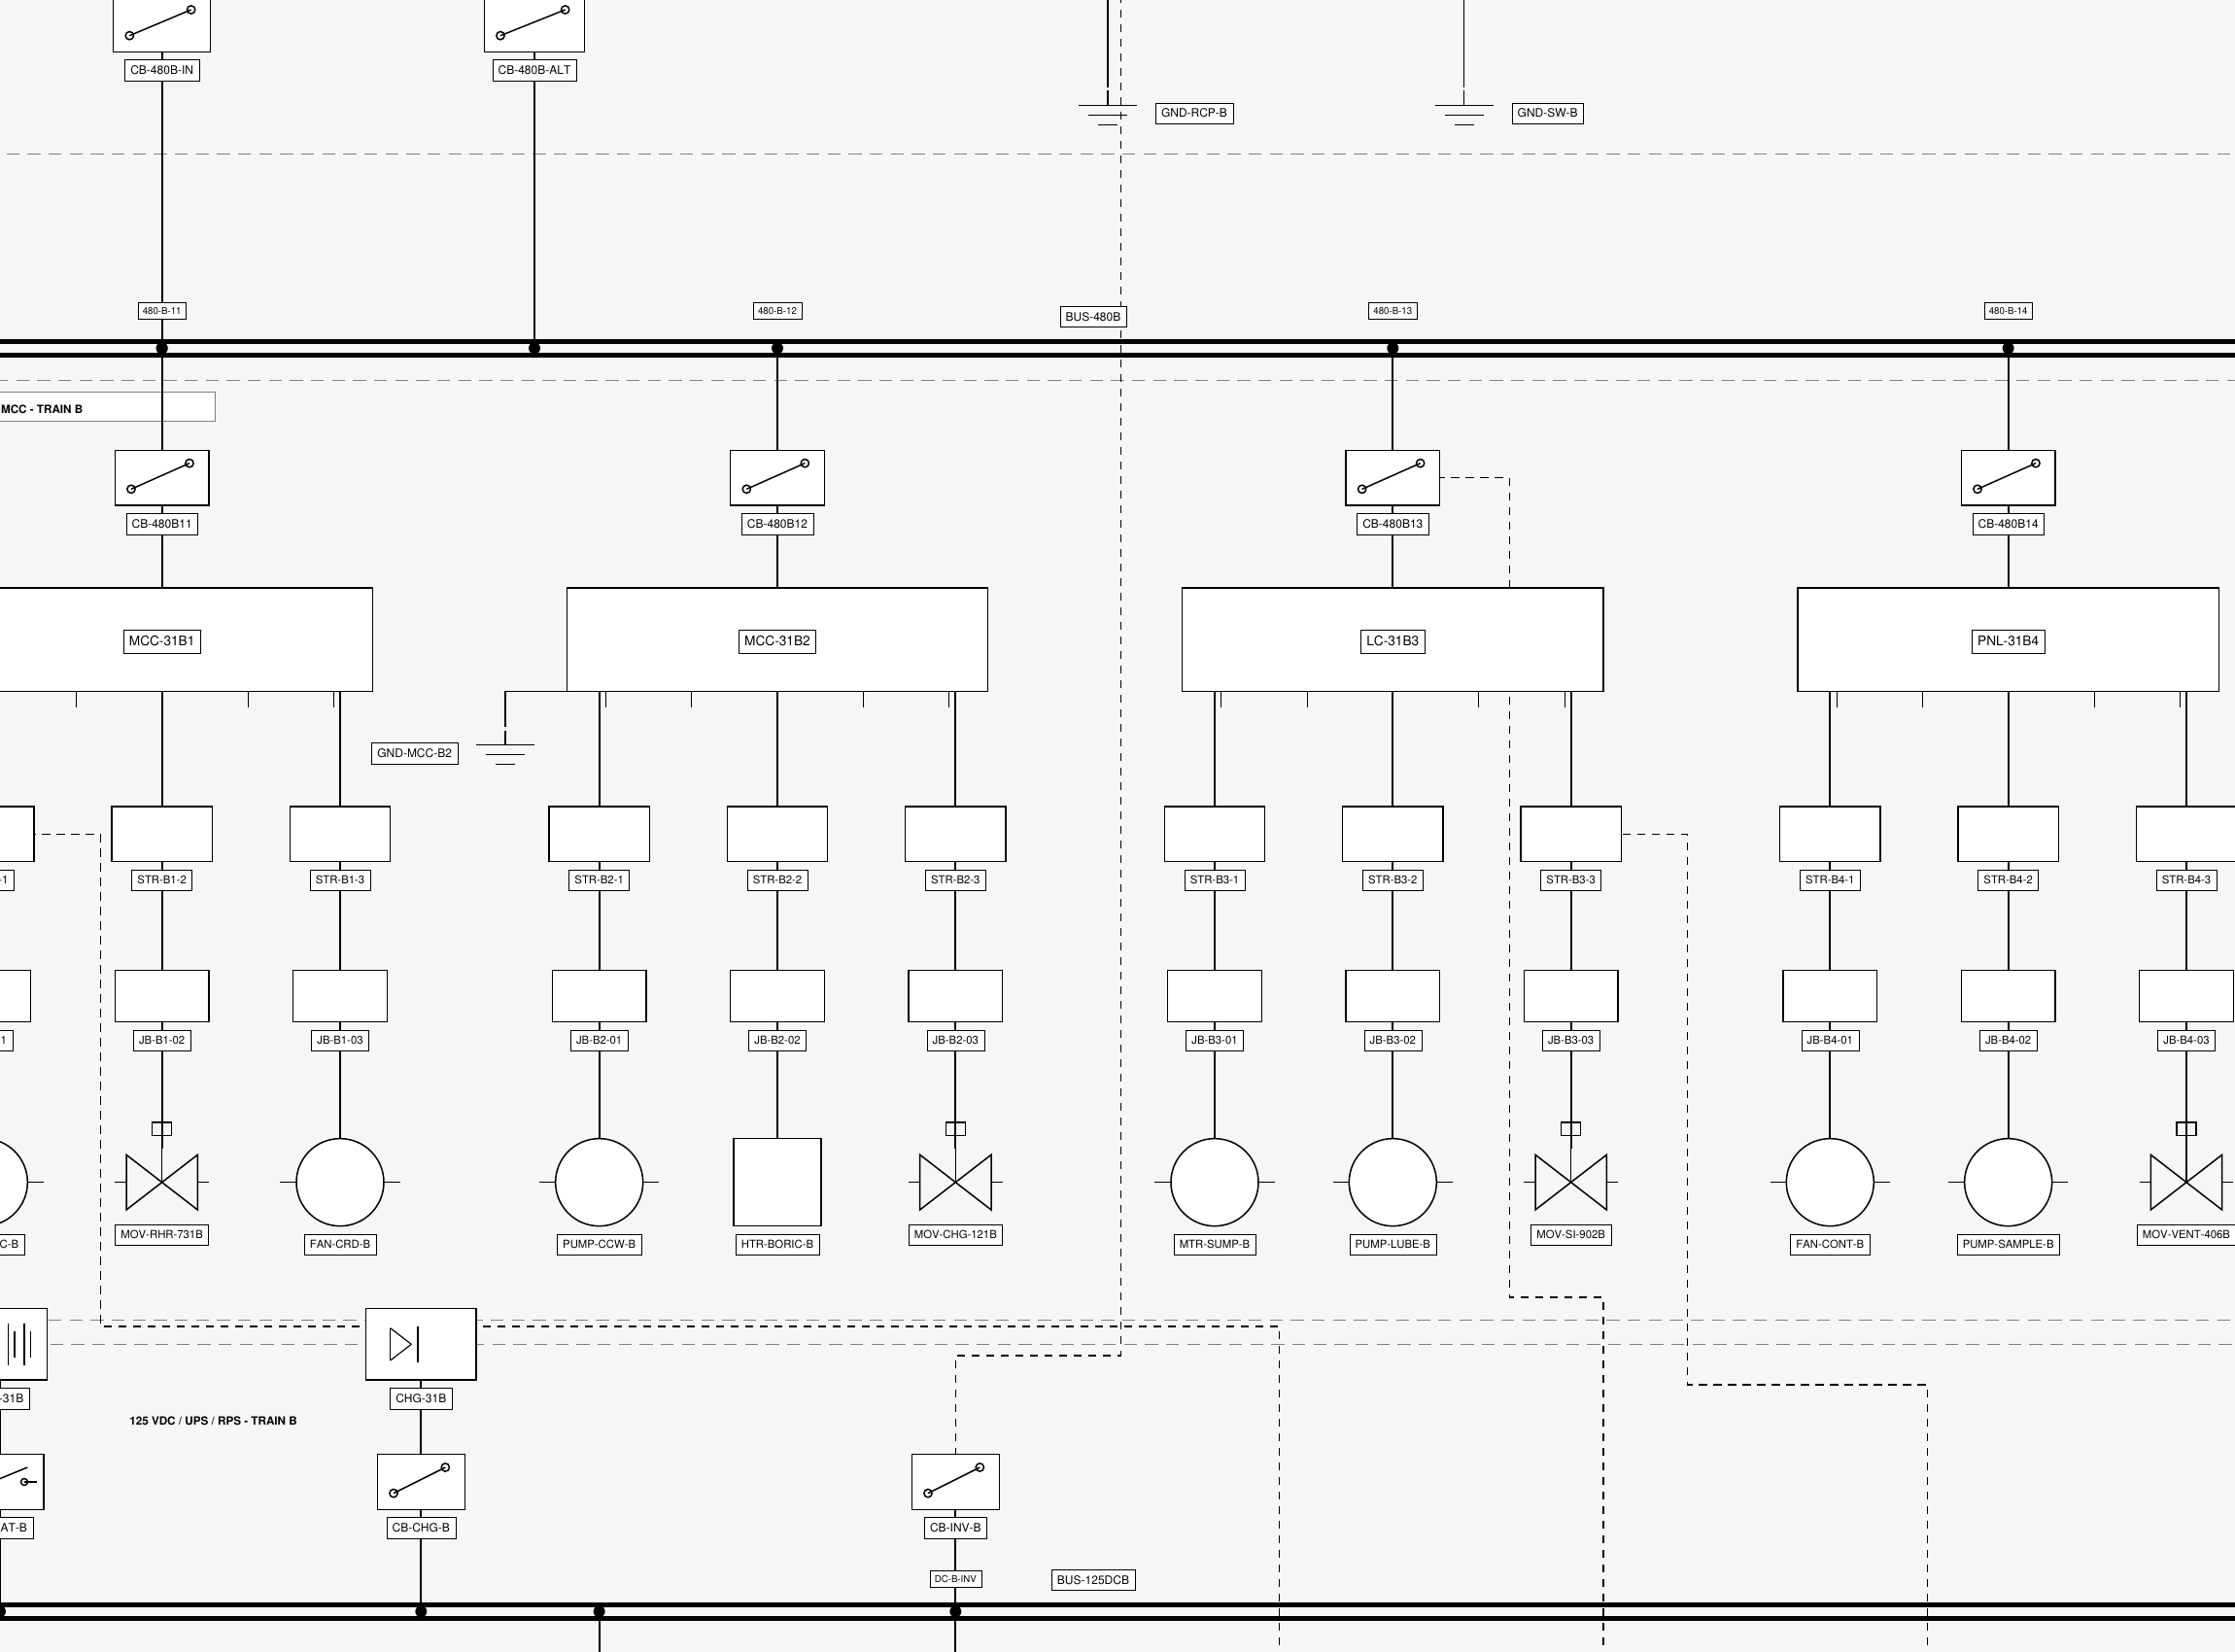 CB-480B-IN
CB-480B-ALT
GND-RCP-B
GND-SW-B
480-B-11
480-B-12
BUS-480B
480-B-13
480-B-14
MCC - TRAIN B
CB-480B11
CB-480B12
CB-480B13
CB-480B14
MCC-31B1
MCC-31B2
LC-31B3
PNL-31B4
GND-MCC-B2
-1
STR-B1-2
STR-B1-3
STR-B2-1
STR-B2-2
STR-B2-3
STR-B3-1
STR-B3-2
STR-B3-3
STR-B4-1
STR-B4-2
STR-B4-3
1
JB-B1-02
JB-B1-03
JB-B2-01
JB-B2-02
JB-B2-03
JB-B3-01
JB-B3-02
JB-B3-03
JB-B4-01
JB-B4-02
JB-B4-03
C-B
MOV-RHR-731B
FAN-CRD-B
PUMP-CCW-B
HTR-BORIC-B
MOV-CHG-121B
MTR-SUMP-B
PUMP-LUBE-B
MOV-SI-902B
FAN-CONT-B
PUMP-SAMPLE-B
MOV-VENT-406B
-31B
CHG-31B
125 VDC / UPS / RPS - TRAIN B
AT-B
CB-CHG-B
CB-INV-B
DC-B-INV
BUS-125DCB